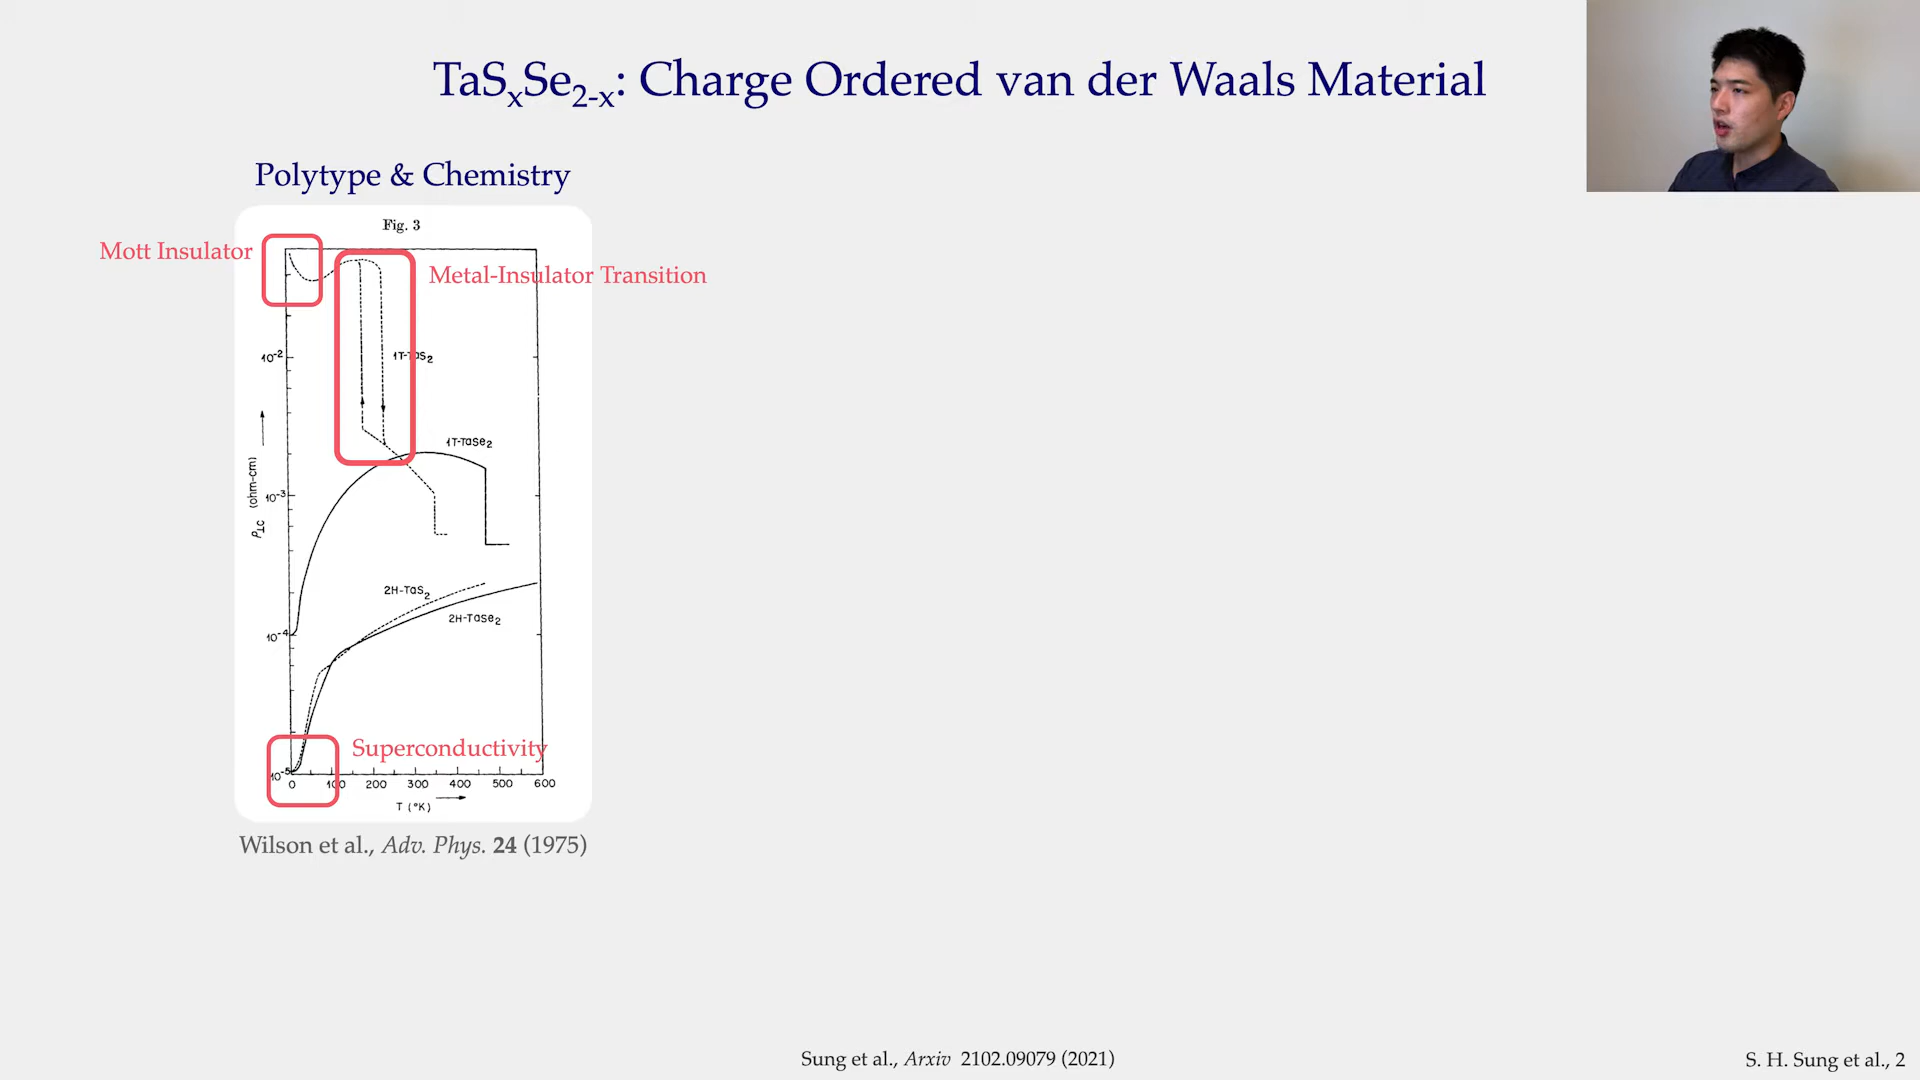 TaSxSe2-x: Charge Ordered van der Waals Material
Polytype & Chemistry
Fig. 3
Mott Insulator
Metal-Insulator Transition
10-2
1T-TaS2
1T-TaSe2
ρ⊥C (ohm-cm)
10-3
2H-TaS2
2H-TaSe2
10-4
Superconductivity
10-5
0 100 200 300 400 500 600
T (°K)
Wilson et al., Adv. Phys. 24 (1975)
Sung et al., Arxiv 2102.09079 (2021)
S. H. Sung et al., 2